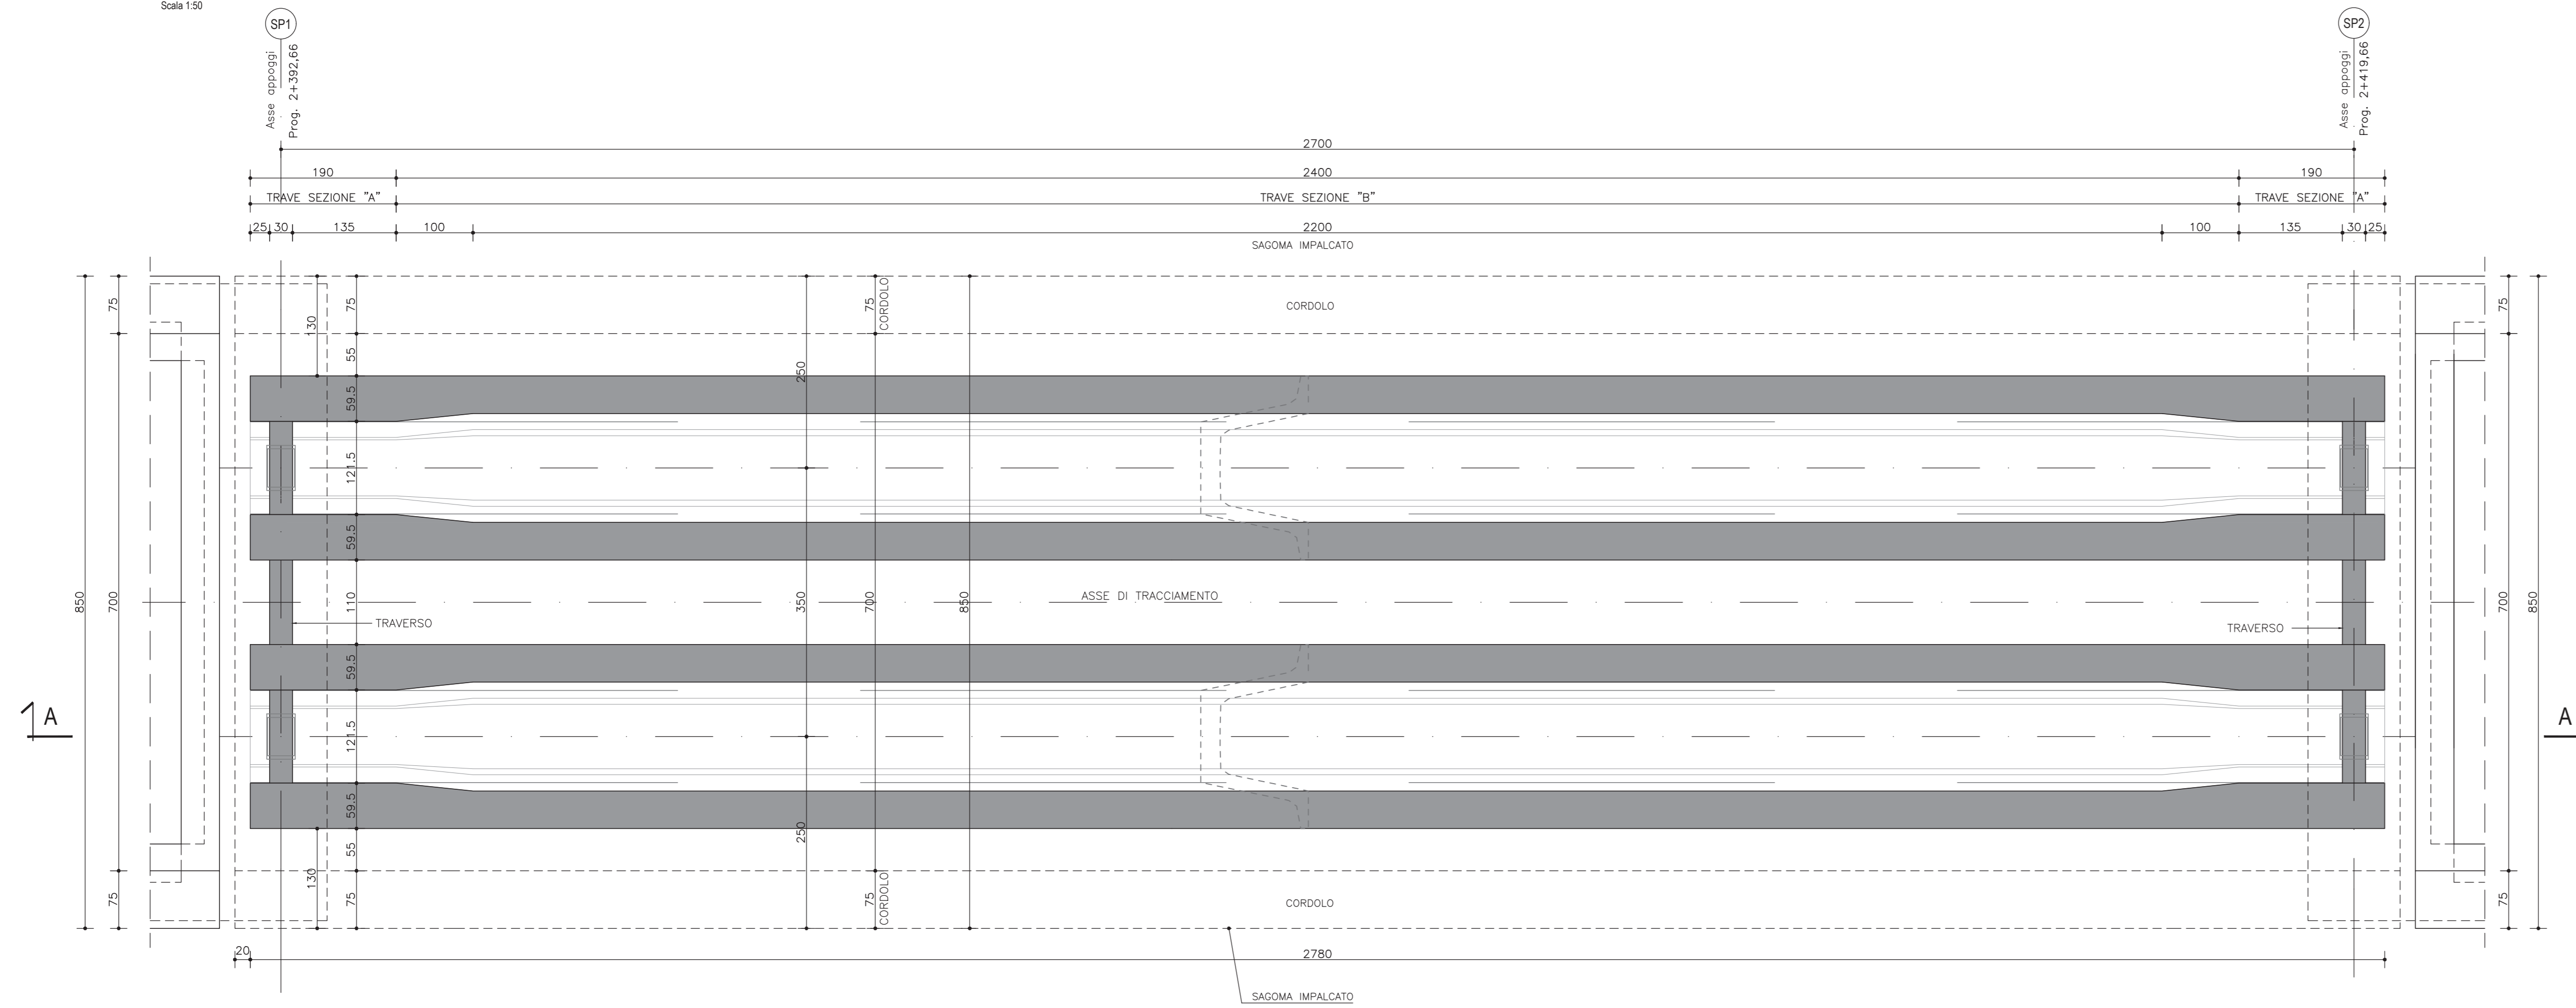 Scala 1:50
SP1
SP2
Asse appoggi
Prog. 2+392,66
Asse appoggi
Prog. 2+419,66
2700
190
2400
190
TRAVE SEZIONE "A"
TRAVE SEZIONE "B"
TRAVE SEZIONE "A"
25
30
135
100
2200
100
135
30
25
SAGOMA IMPALCATO
75
700
75
850
130
75
55
59.5
121.5
59.5
110
59.5
121.5
59.5
55
75
130
250
350
250
75
CORDOLO
700
75
CORDOLO
850
CORDOLO
ASSE DI TRACCIAMENTO
TRAVERSO
TRAVERSO
CORDOLO
75
700
75
850
A
A
20
2780
SAGOMA IMPALCATO